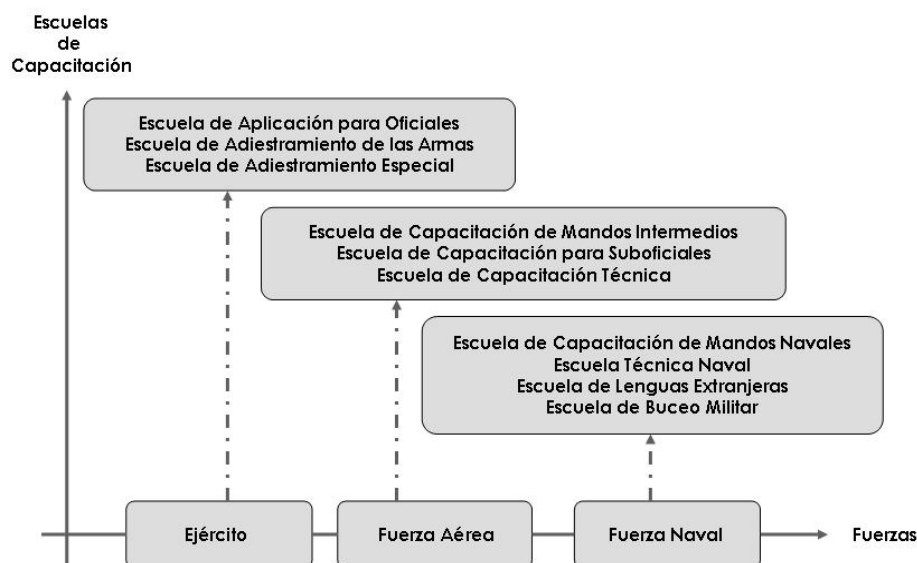 Escuelas
de
Capacitación
Escuela de Aplicación para Oficiales
Escuela de Adiestramiento de las Armas
Escuela de Adiestramiento Especial
Escuela de Capacitación de Mandos Intermedios
Escuela de Capacitación para Suboficiales
Escuela de Capacitación Técnica
Escuela de Capacitación de Mandos Navales
Escuela Técnica Naval
Escuela de Lenguas Extranjeras
Escuela de Buceo Militar
Ejército
Fuerza Aérea
Fuerza Naval
Fuerzas